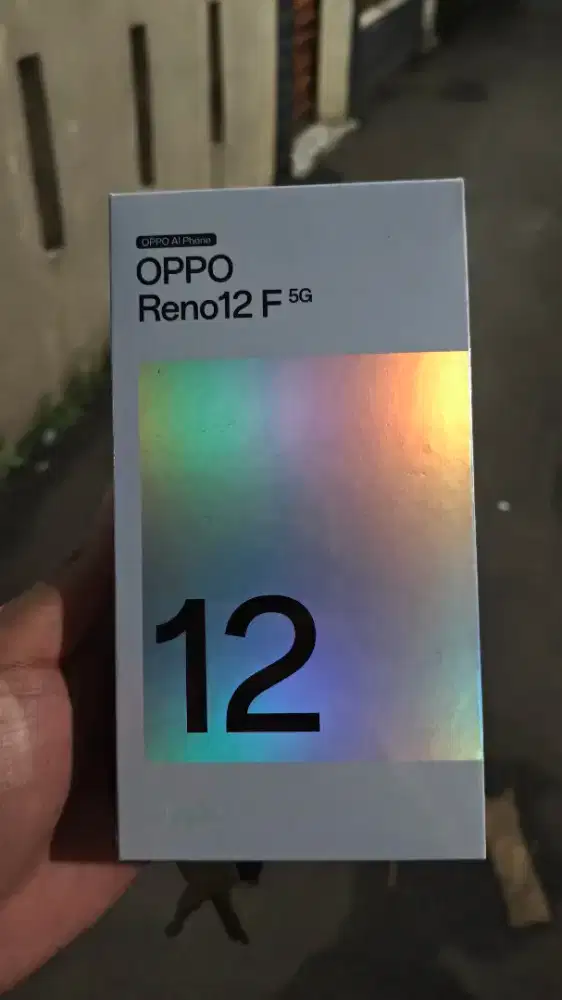 OPPO AI Phone
OPPO
Reno12 F 5G
12